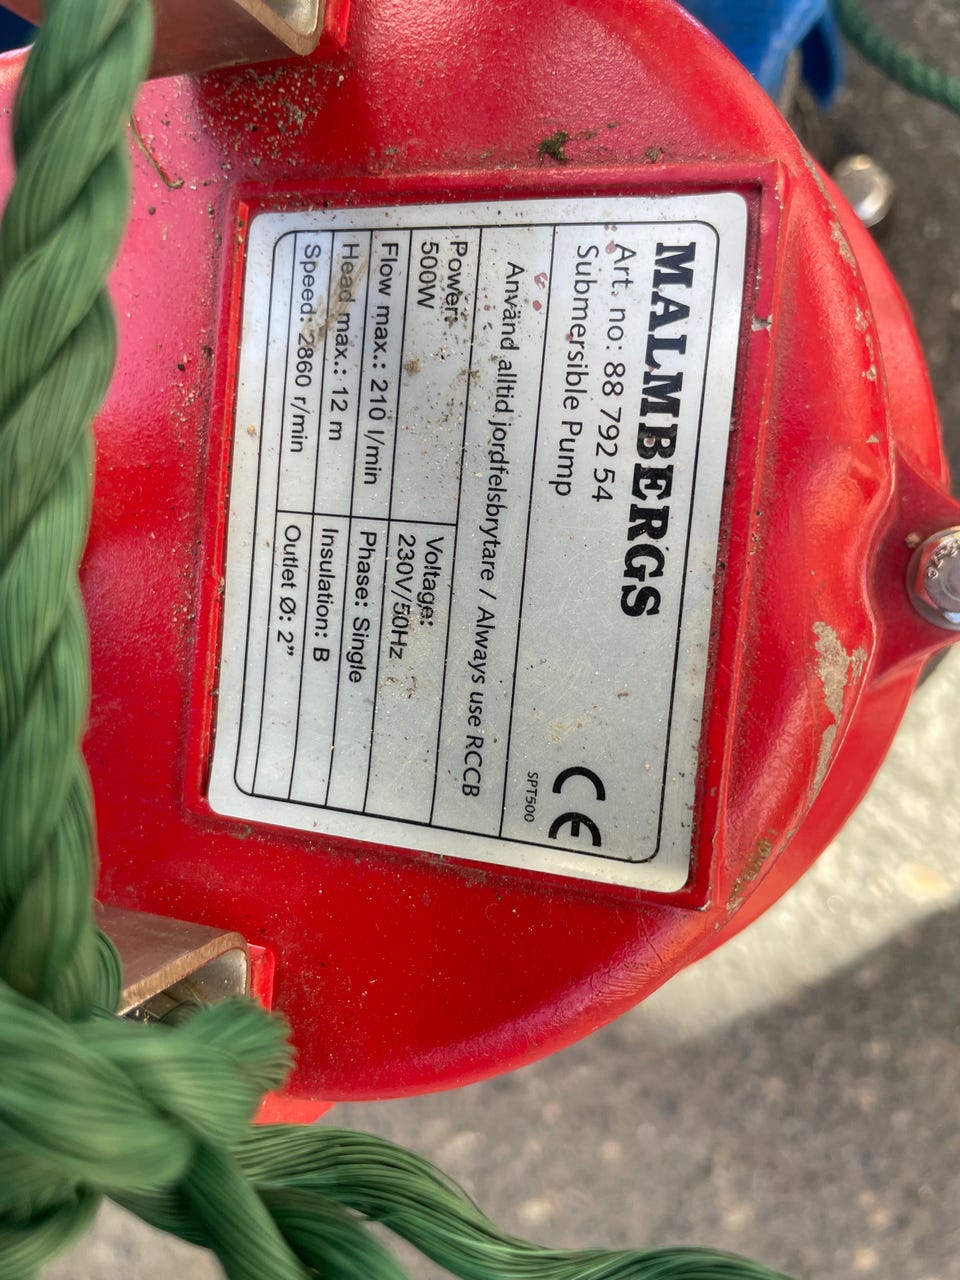 MALMBERGS
Art. no: 88 792 54
Submersible Pump
CE
SPT500
Använd alltid jordfelsbrytare / Always use RCCB
Power:
500W
Voltage:
230V/50Hz
Flow max.: 210 l/min
Phase: Single
Head max.: 12 m
Insulation: B
Speed: 2860 r/min
Outlet Ø: 2”